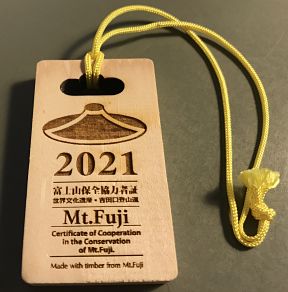 2021
富士山保全協力者証
世界文化遺産・吉田口登山道
Mt.Fuji
Certificate of Cooperation
in the Conservation
of Mt.Fuji.
Made with timber from Mt.Fuji